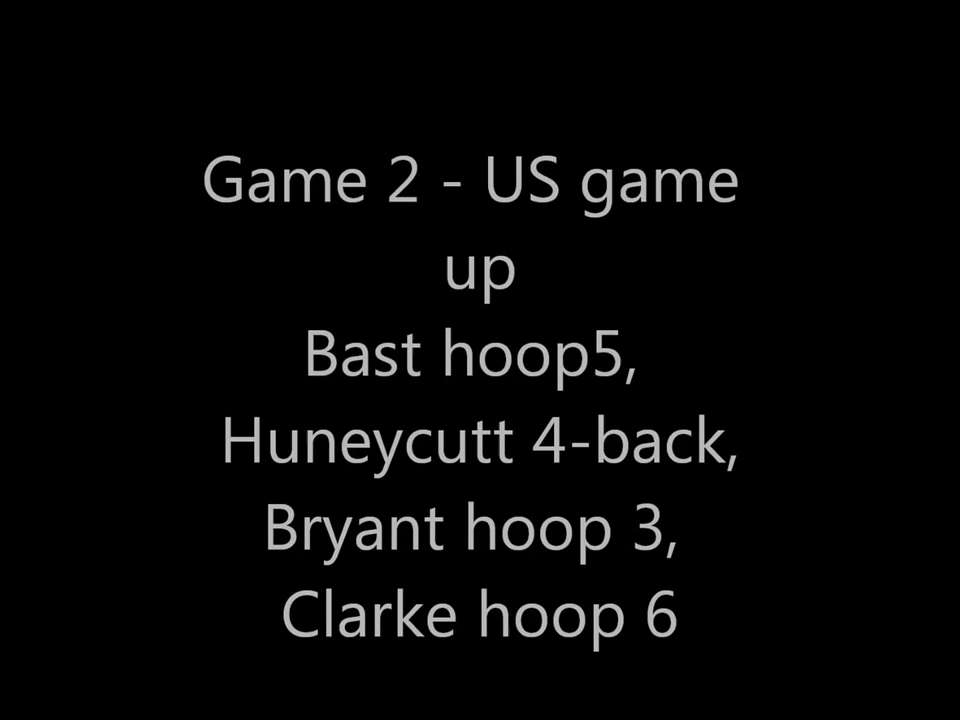 Game 2 - US game
up
Bast hoop5,
Huneycutt 4-back,
Bryant hoop 3,
Clarke hoop 6